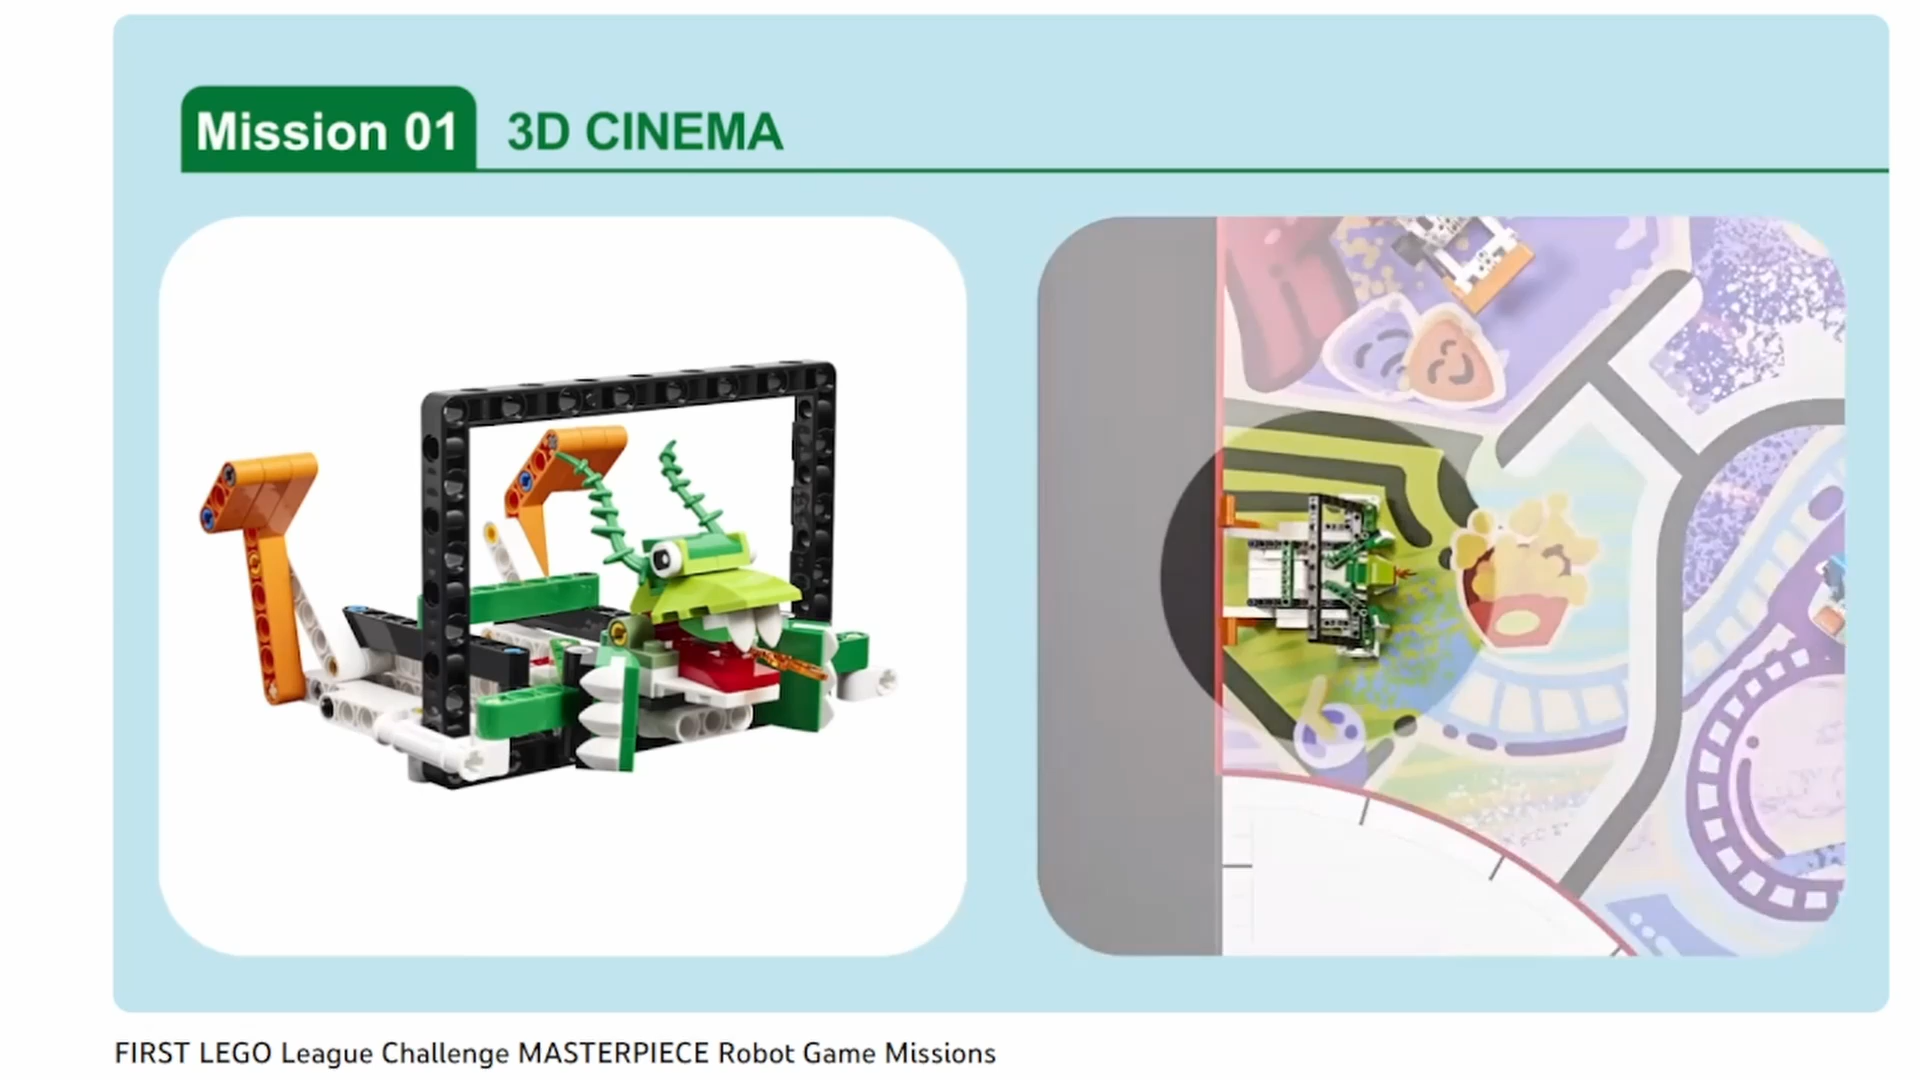 Mission 01
3D CINEMA
FIRST LEGO League Challenge MASTERPIECE Robot Game Missions